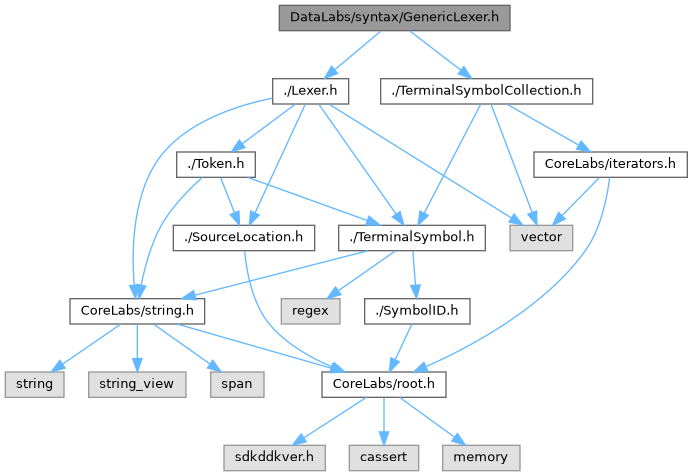 DataLabs/syntax/GenericLexer.h
./Lexer.h
./TerminalSymbolCollection.h
./Token.h
CoreLabs/iterators.h
./SourceLocation.h
./TerminalSymbol.h
vector
CoreLabs/string.h
regex
./SymbolID.h
string
string_view
span
CoreLabs/root.h
sdkddkver.h
cassert
memory